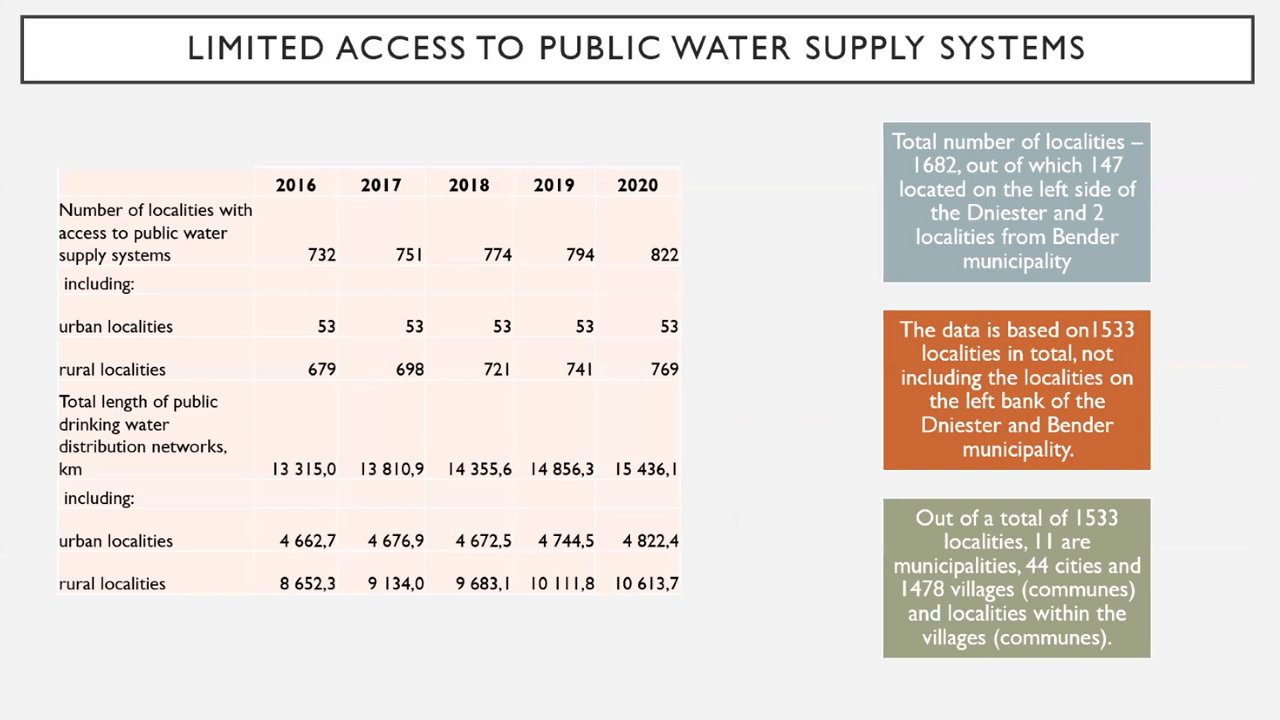 LIMITED ACCESS TO PUBLIC WATER SUPPLY SYSTEMS
2016 2017 2018 2019 2020
Number of localities with
access to public water
supply systems 732 751 774 794 822
including:
urban localities 53 53 53 53 53
rural localities 679 698 721 741 769
Total length of public
drinking water
distribution networks,
km 13 315,0 13 810,9 14 355,6 14 856,3 15 436,1
including:
urban localities 4 662,7 4 676,9 4 672,5 4 744,5 4 822,4
rural localities 8 652,3 9 134,0 9 683,1 10 111,8 10 613,7
Total number of localities –
1682, out of which 147
located on the left side of
the Dniester and 2
localities from Bender
municipality
The data is based on1533
localities in total, not
including the localities on
the left bank of the
Dniester and Bender
municipality.
Out of a total of 1533
localities, 11 are
municipalities, 44 cities and
1478 villages (communes)
and localities within the
villages (communes).